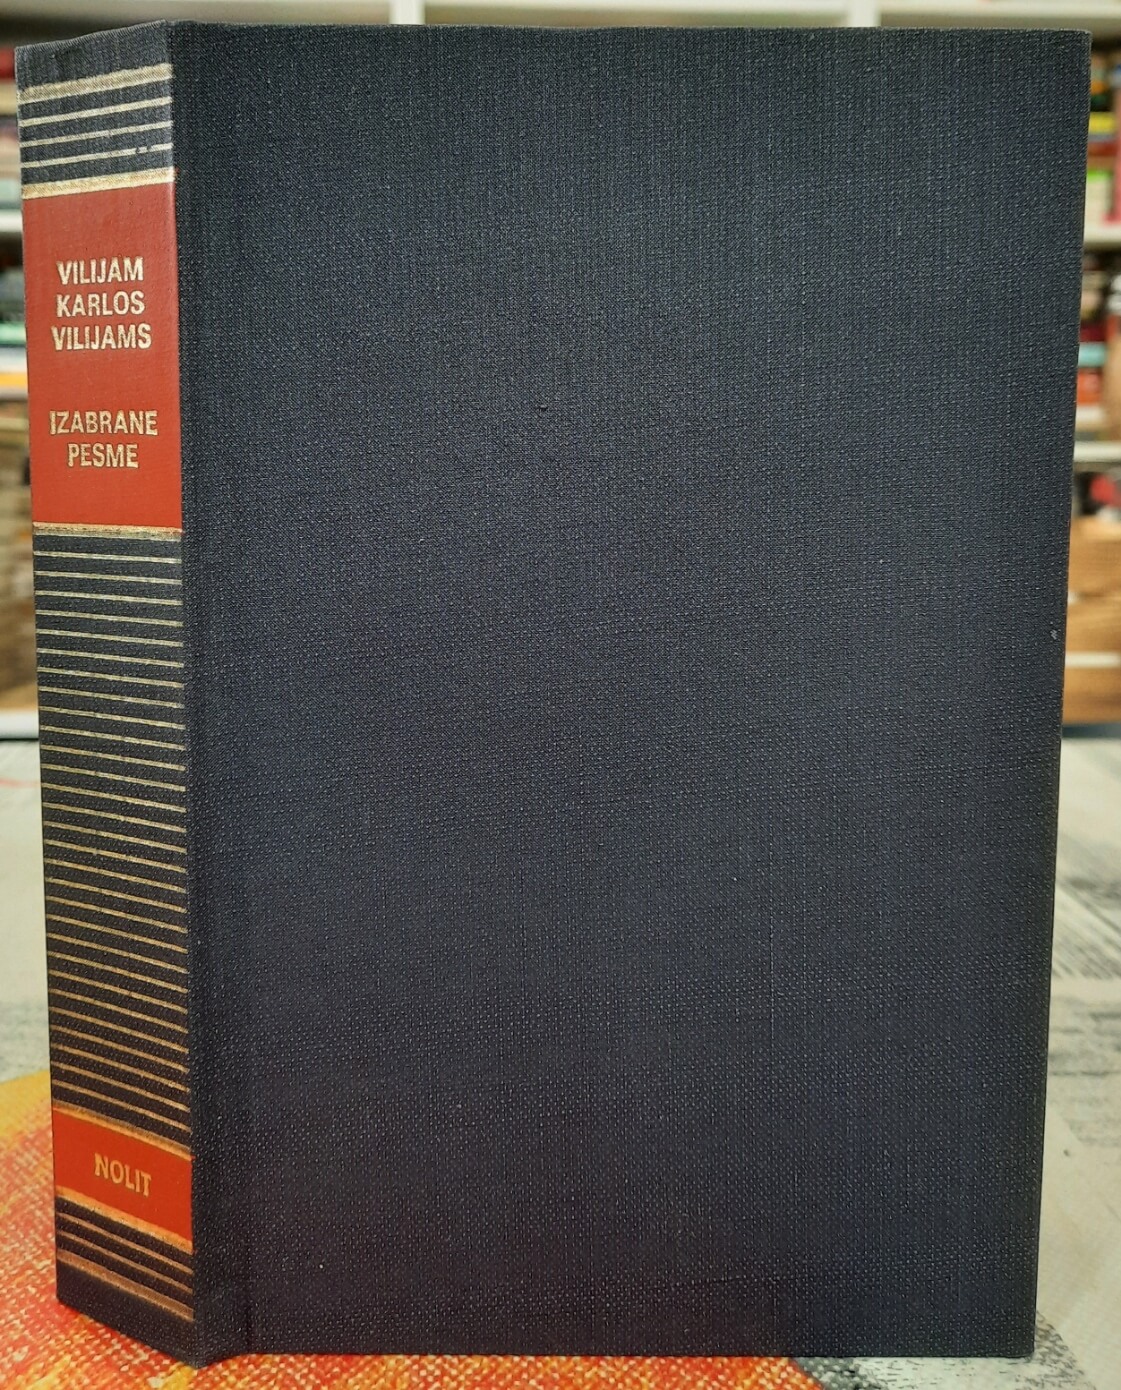 VILIJAM
KARLOS
VILIJAMS
IZABRANE
PESME
NOLIT